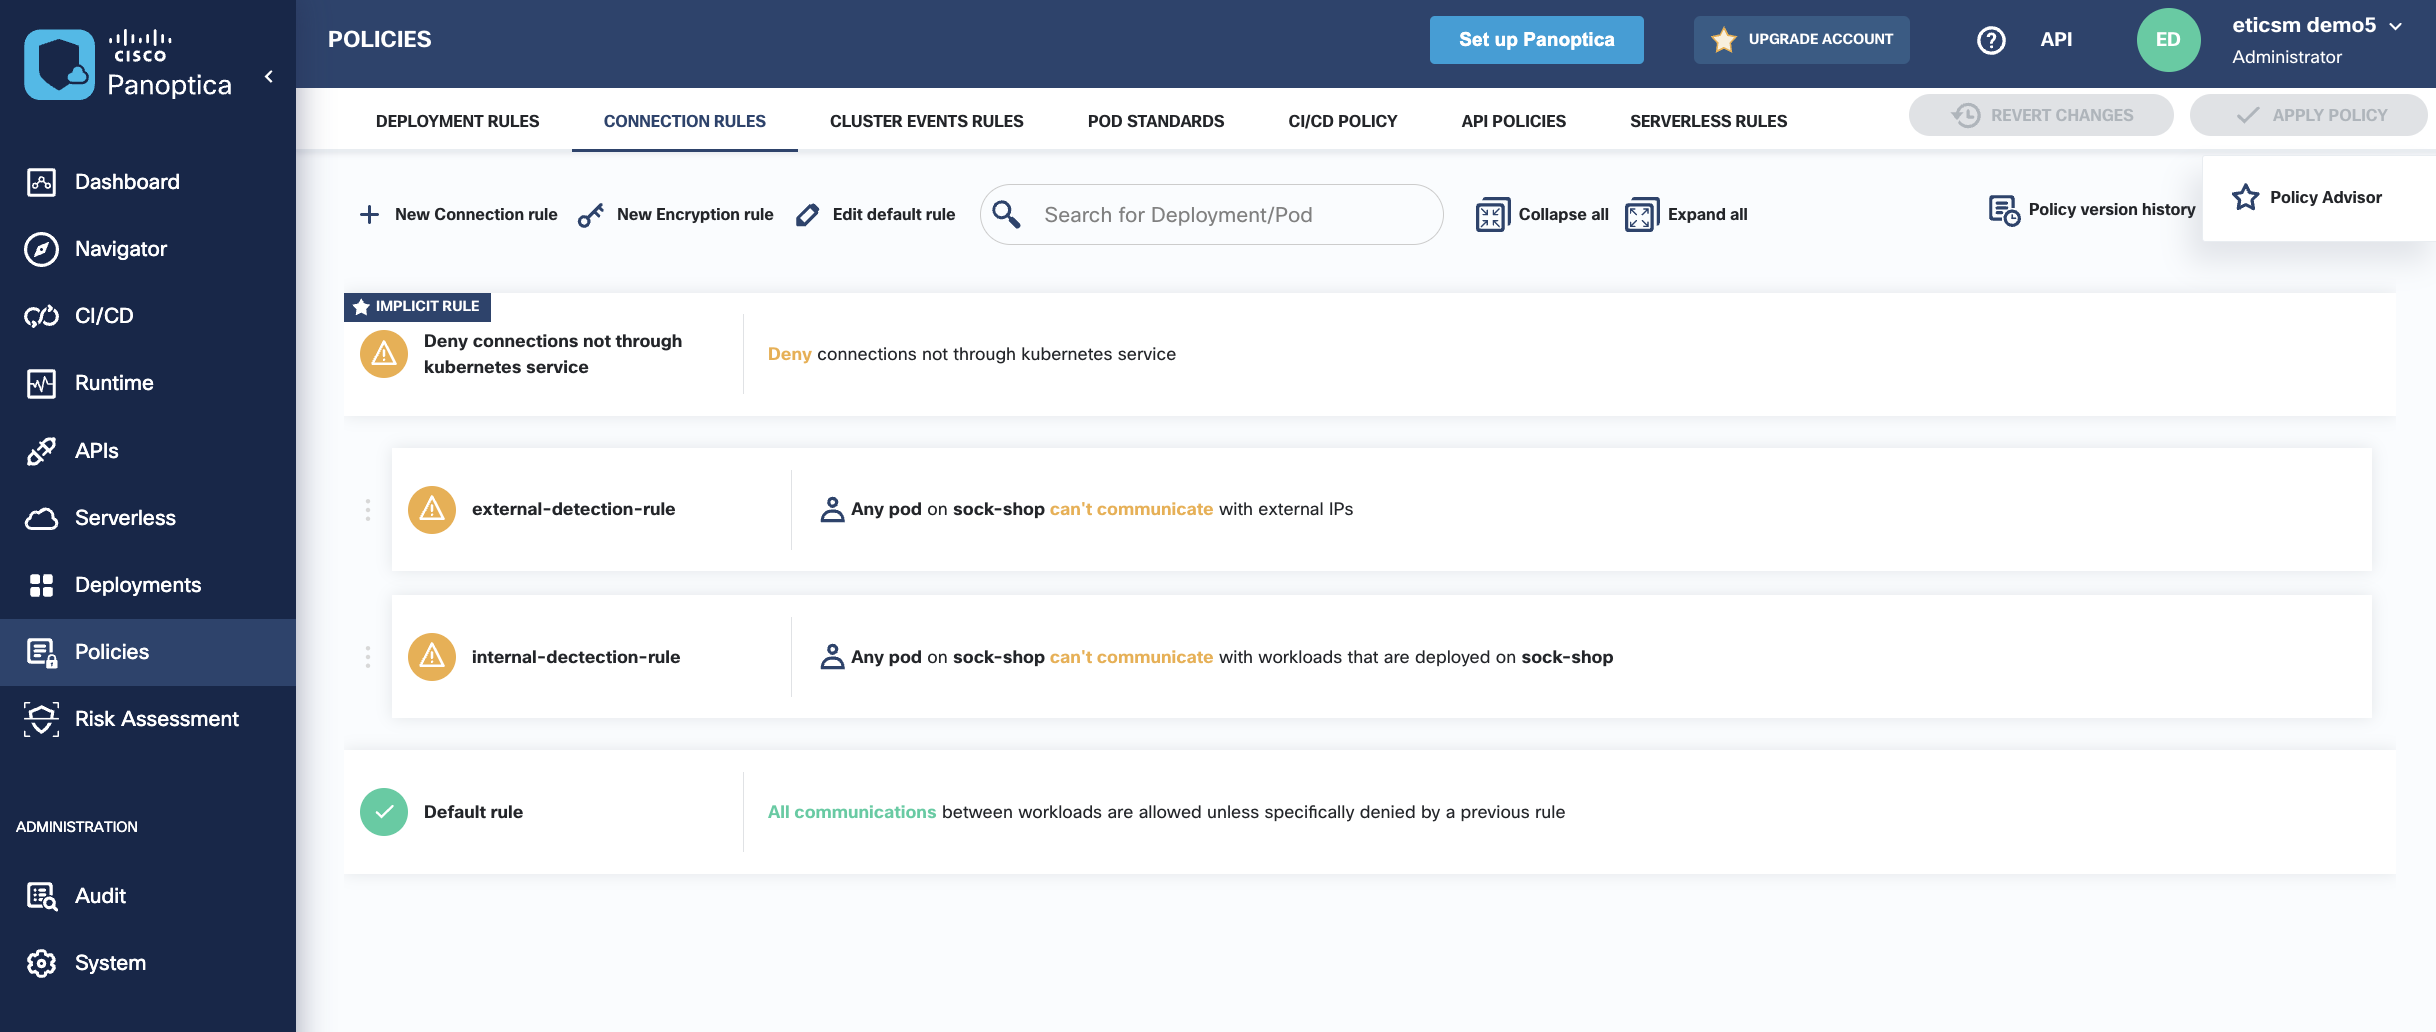 CISCO
Panoptica
POLICIES
Set up Panoptica
UPGRADE ACCOUNT
API
ED
eticsm demo5
Administrator
DEPLOYMENT RULES
CONNECTION RULES
CLUSTER EVENTS RULES
POD STANDARDS
CI/CD POLICY
API POLICIES
SERVERLESS RULES
REVERT CHANGES
APPLY POLICY
Dashboard
Navigator
CI/CD
Runtime
APIs
Serverless
Deployments
Policies
Risk Assessment
ADMINISTRATION
Audit
System
New Connection rule
New Encryption rule
Edit default rule
Search for Deployment/Pod
Collapse all
Expand all
Policy version history
Policy Advisor
IMPLICIT RULE
Deny connections not through
kubernetes service
Deny connections not through kubernetes service
external-detection-rule
Any pod on sock-shop can't communicate with external IPs
internal-dectection-rule
Any pod on sock-shop can't communicate with workloads that are deployed on sock-shop
Default rule
All communications between workloads are allowed unless specifically denied by a previous rule